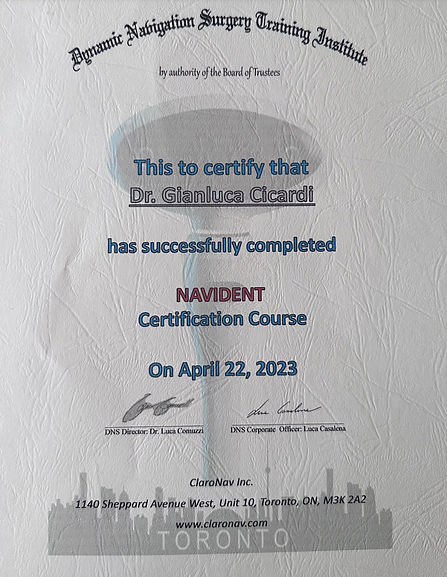 Dynamic Navigation Surgery Training Institute
by authority of the Board of Trustees
This to certify that
Dr. Gianluca Cicardi
has successfully completed
NAVIDENT
Certification Course
On April 22, 2023
DNS Director: Dr. Luca Comuzzi DNS Corporate Officer: Luca Casalena
ClaroNav Inc.
1140 Sheppard Avenue West, Unit 10, Toronto, ON, M3K 2A2
www.claronav.com
TORONTO